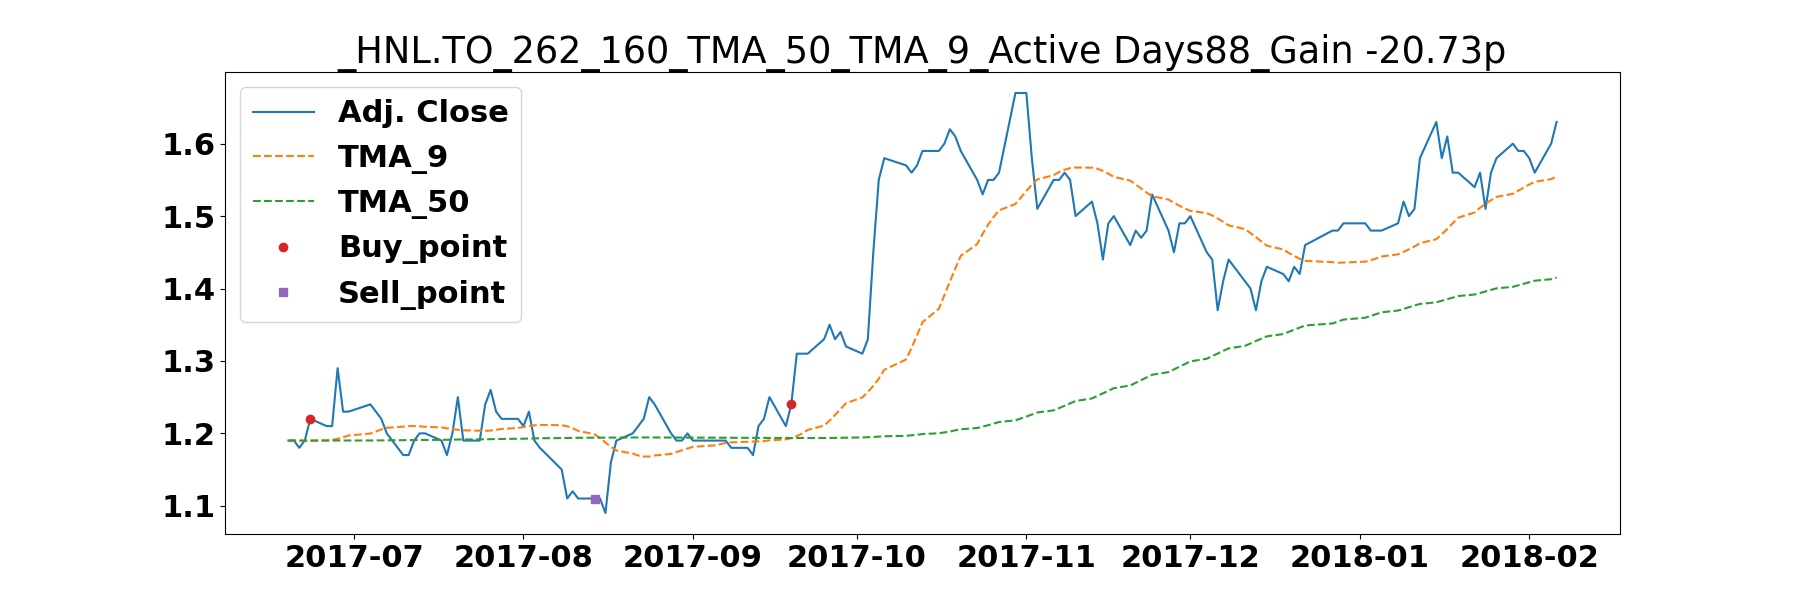 _HNL.TO_262_160_TMA_50_TMA_9_Active Days88_Gain -20.73p
Adj. Close
TMA_9
TMA_50
Buy_point
Sell_point
1.6
1.5
1.4
1.3
1.2
1.1
2017-07 2017-08 2017-09 2017-10 2017-11 2017-12 2018-01 2018-02